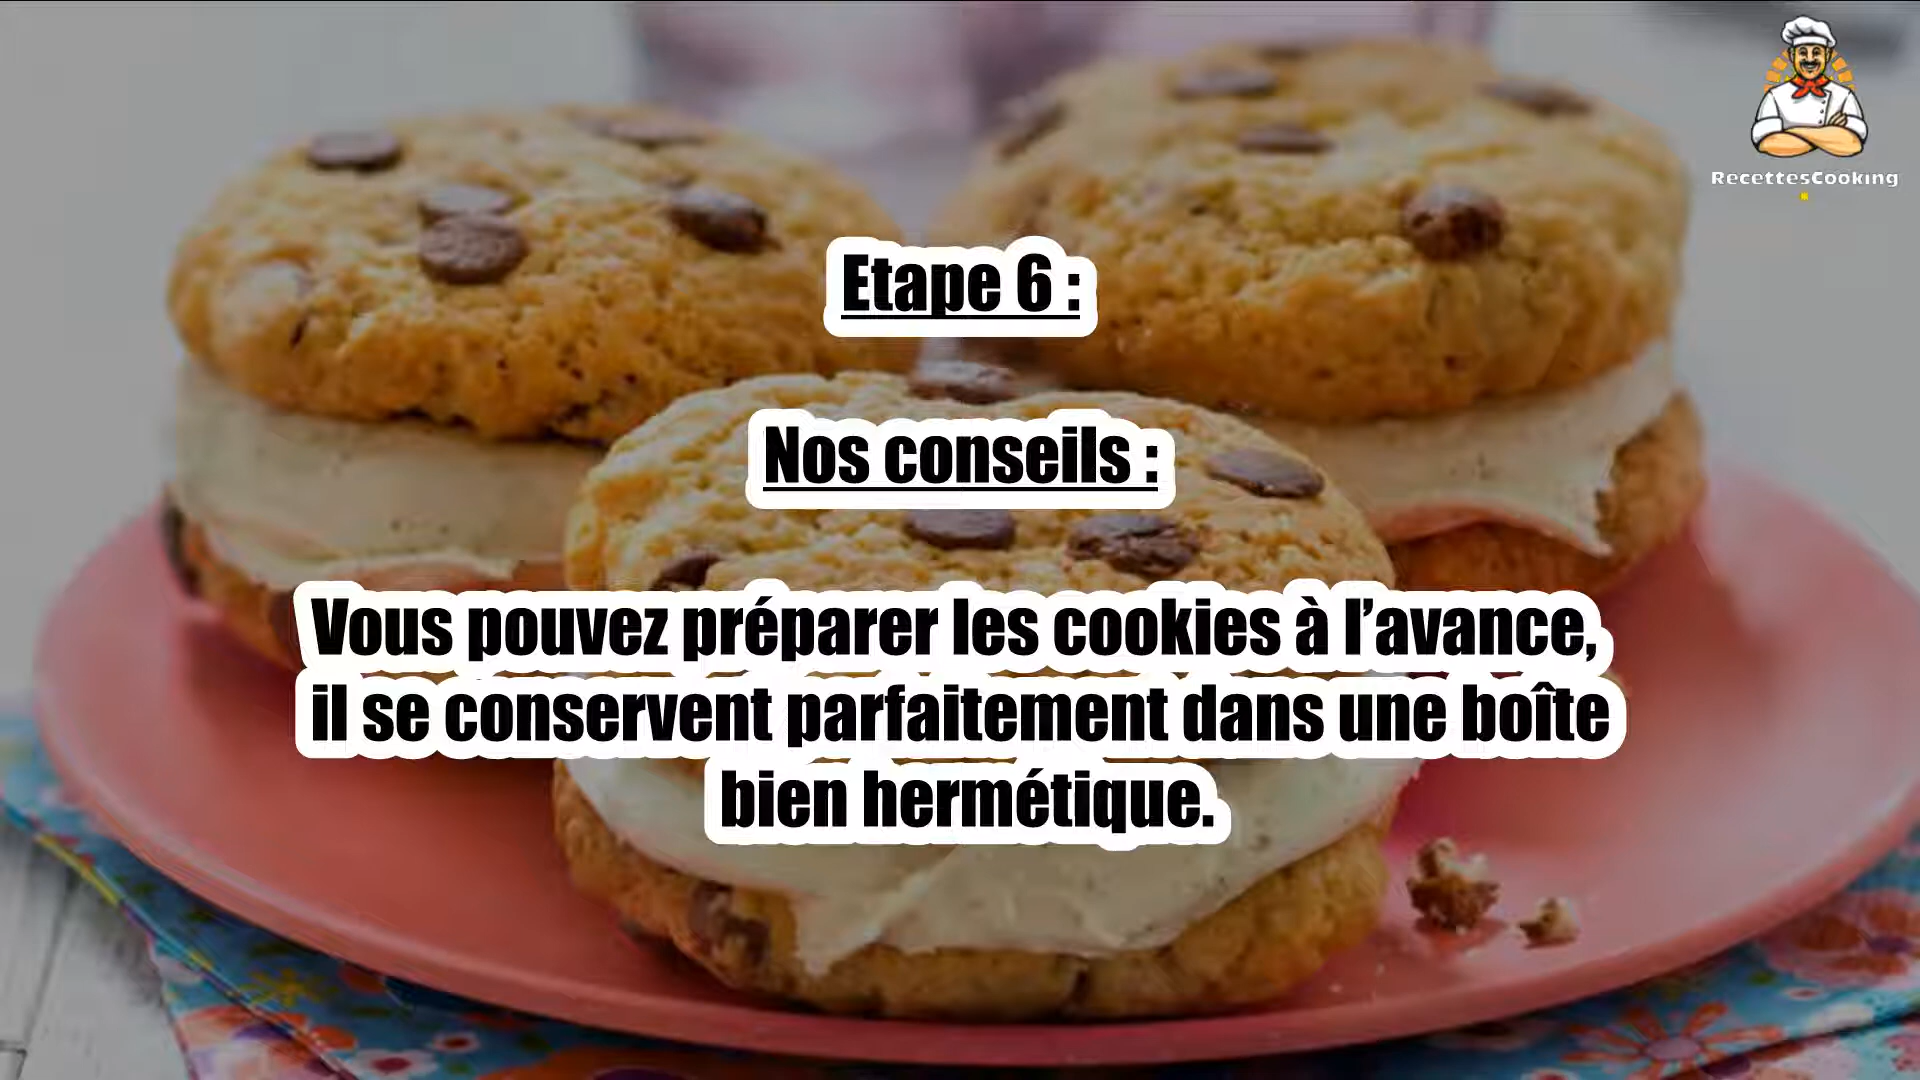 RecettesCooking
Etape 6 :
Nos conseils :
Vous pouvez préparer les cookies à l’avance,
il se conservent parfaitement dans une boîte
bien hermétique.